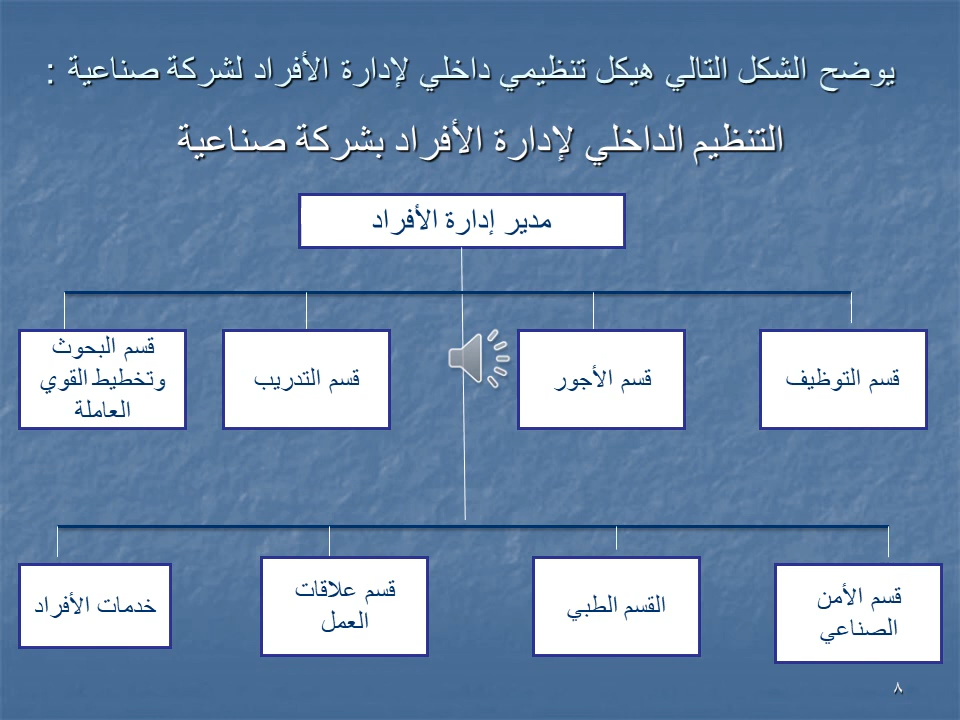 يوضح الشكل التالي هيكل تنظيمي داخلي لإدارة الأفراد لشركة صناعية :
التنظيم الداخلي لإدارة الأفراد بشركة صناعية
مدير إدارة الأفراد
قسم التوظيف
قسم الأجور
قسم التدريب
قسم البحوث
وتخطيط القوي
العاملة
قسم الأمن
الصناعي
القسم الطبي
قسم علاقات
العمل
خدمات الأفراد
٨